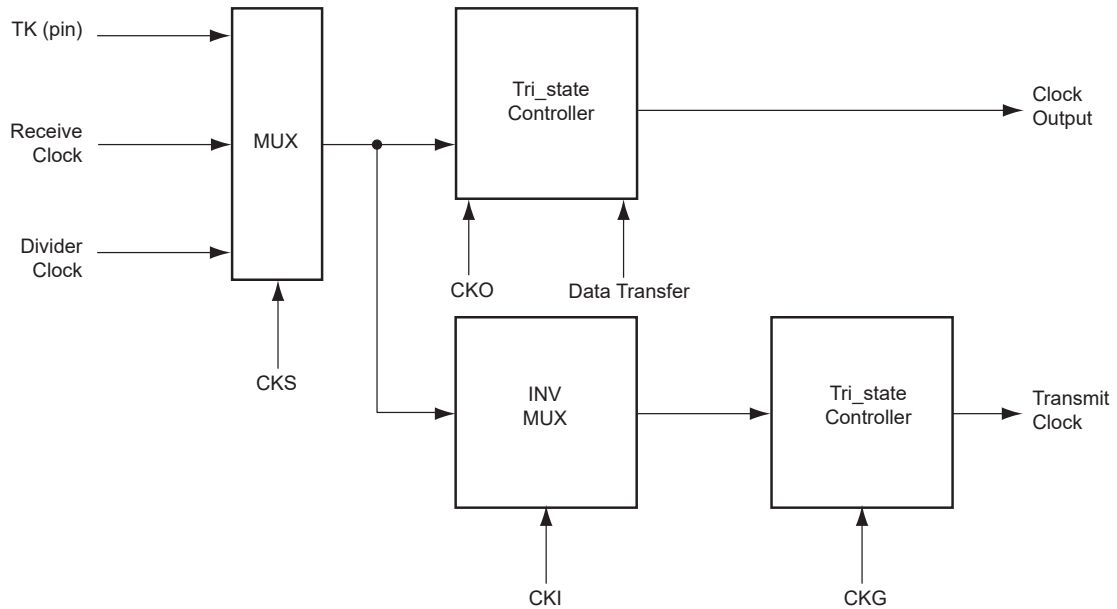 TK (pin)
Receive
Clock
Divider
Clock
MUX
CKS
Tri_state
Controller
CKO
Data Transfer
Clock
Output
INV
MUX
CKI
Tri_state
Controller
CKG
Transmit
Clock